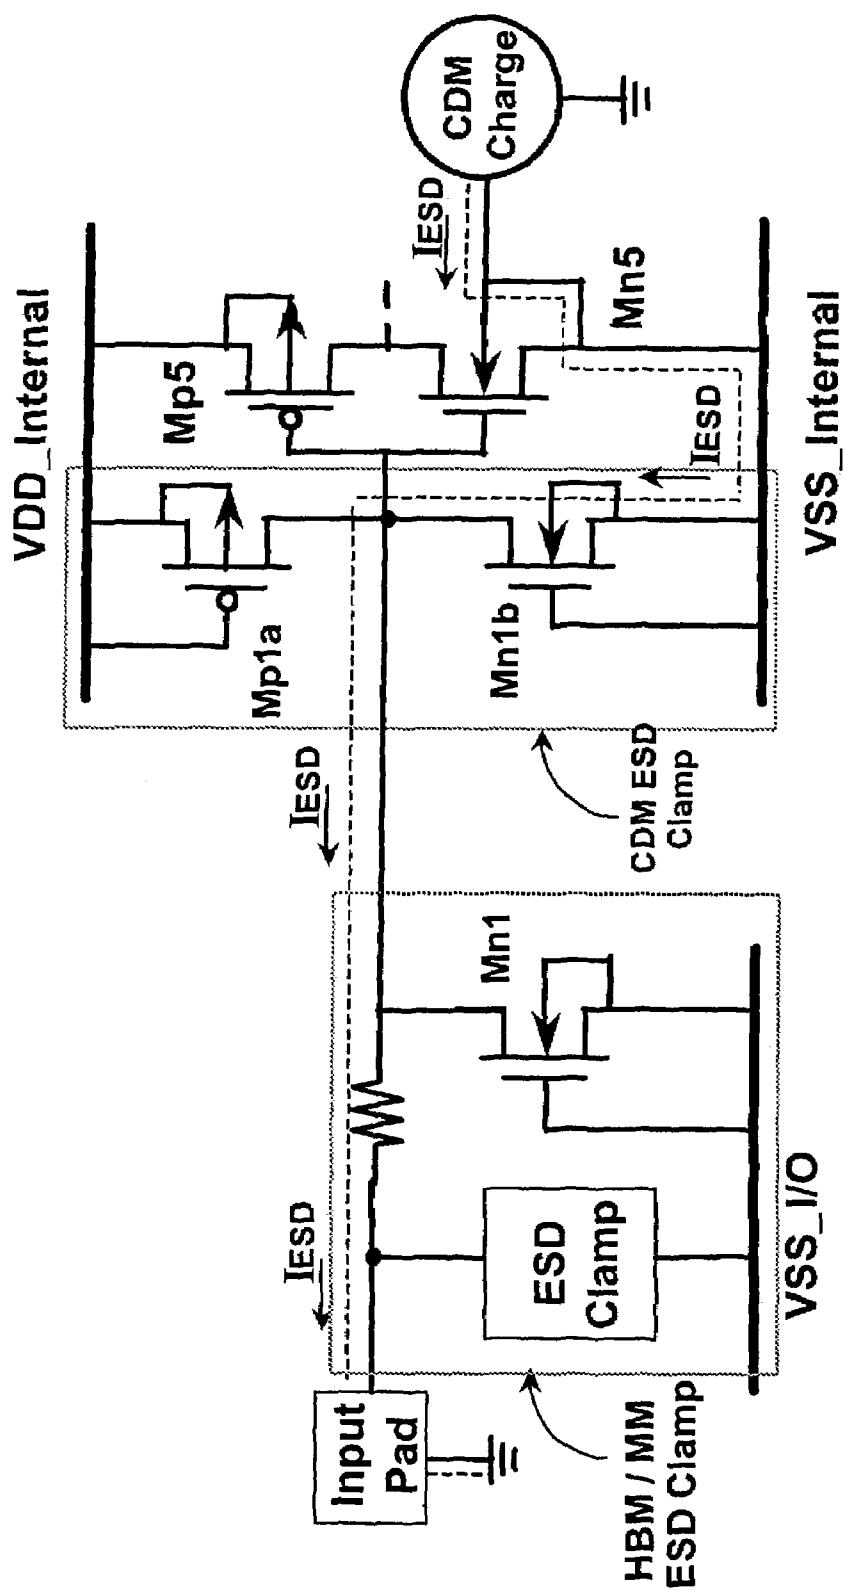 VDD_Internal
Mp5
Mp1a
IESD
CDM
Charge
Mn5
IESD
VSS_Internal
Mn1b
CDM ESD
Clamp
IESD
Mn1
IESD
ESD
Clamp
VSS_I/O
Input
Pad
HBM / MM
ESD Clamp